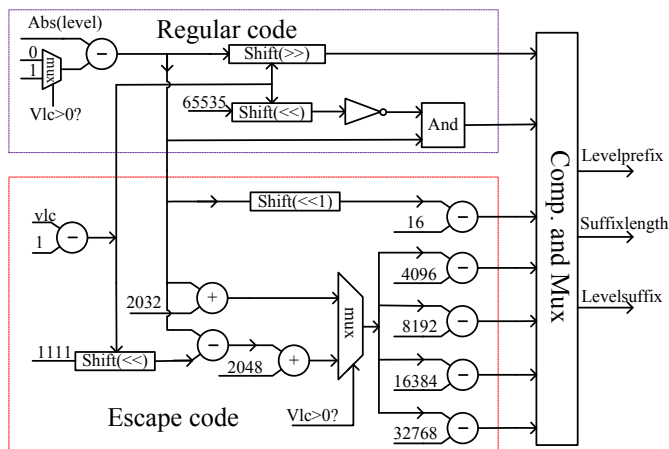 Abs(level)
Regular code
0
mux
1
−
Shift(>>)
65535
Shift(<<)
Vlc>0?
And
Comp. and Mux
Levelprefix
Suffixlength
Levelsuffix
vlc
1
−
Shift(<<1)
16
−
4096
−
2032
+
mux
8192
−
1111
Shift(<<)
−
2048
+
16384
−
Escape code
Vlc>0?
32768
−